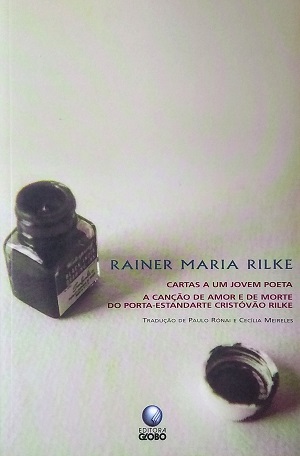 RAINER MARIA RILKE
CARTAS A UM JOVEM POETA
A CANÇÃO DE AMOR E DE MORTE
DO PORTA-ESTANDARTE CRISTÓVÃO RILKE
TRADUÇÃO DE PAULO RÓNAI E CECÍLIA MEIRELES
EDITORA
GLOBO